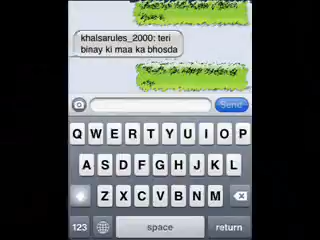 khalsarules_2000: teri
binay ki maa ka bhosda
Send
Q W E R T Y U I O P
A S D F G H J K L
Z X C V B N M
123 space return